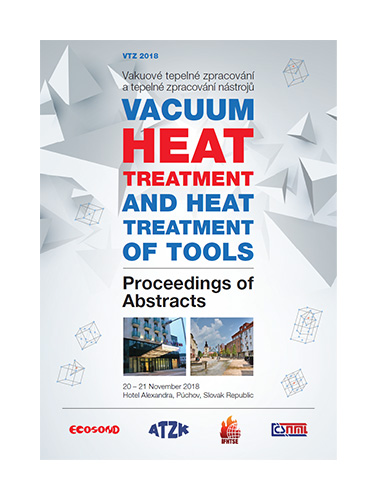 VTZ 2018
Vakuové tepelné zpracování
a tepelné zpracování nástrojů
VACUUM
HEAT
TREATMENT
AND HEAT
TREATMENT
OF TOOLS
Proceedings of
Abstracts
20 – 21 November 2018
Hotel Alexandra, Púchov, Slovak Republic
ECOSOND
ATZK
IFHTSE
ČSNMT